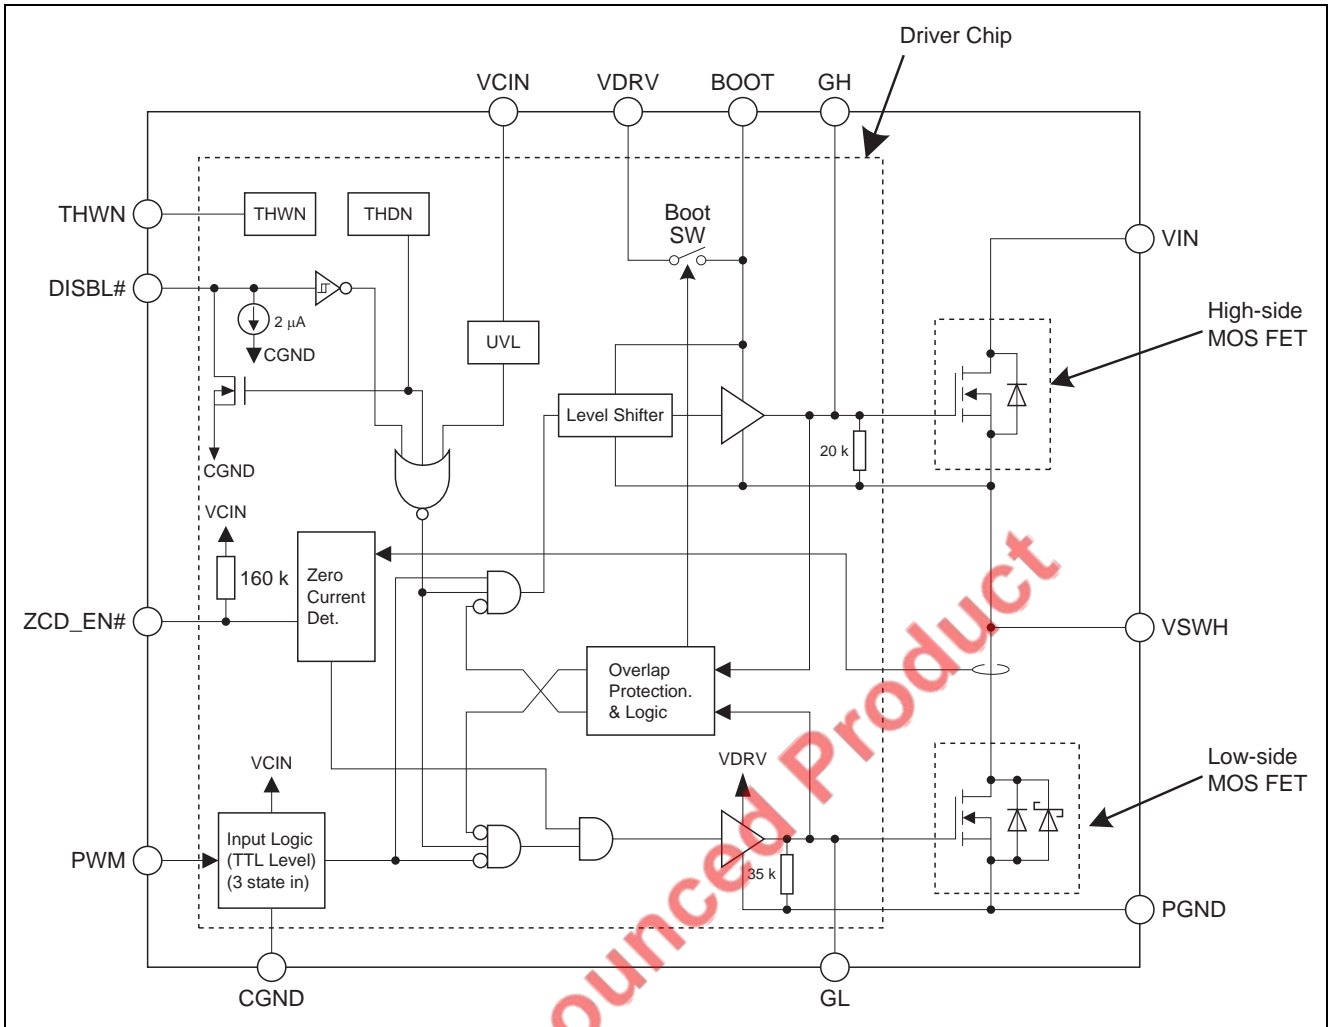 Driver Chip
VCIN
VDRV
BOOT
GH
THWN
THWN
THDN
Boot
SW
VIN
DISBL#
2 μA
CGND
UVL
High-side
MOS FET
Level Shifter
20 k
CGND
VCIN
160 k
Zero
Current
Det.
ZCD_EN#
VSWH
Overlap
Protection.
& Logic
VCIN
VDRV
Low-side
MOS FET
Input Logic
(TTL Level)
(3 state in)
PWM
35 k
PGND
CGND
GL
ounced Product